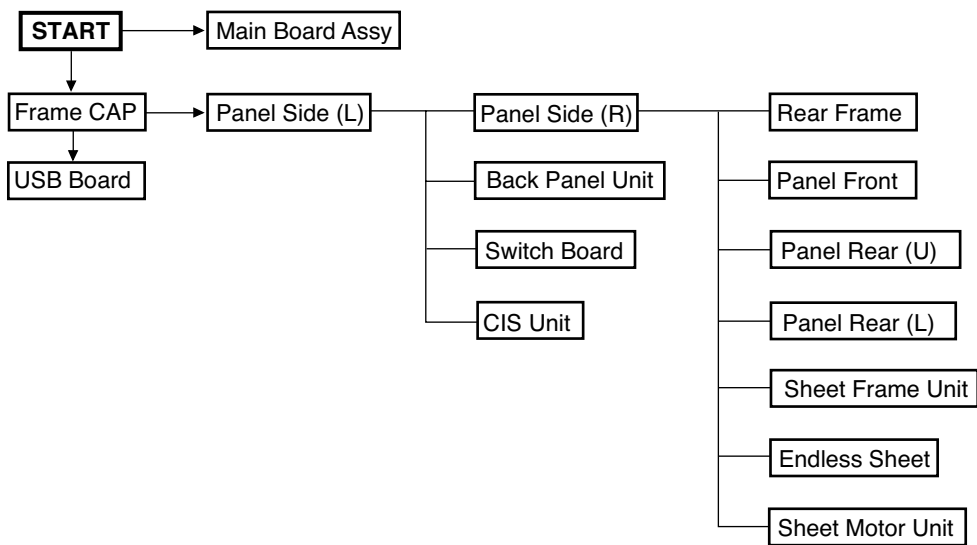 START
Main Board Assy
Frame CAP
Panel Side (L)
Panel Side (R)
Rear Frame
USB Board
Back Panel Unit
Panel Front
Switch Board
Panel Rear (U)
CIS Unit
Panel Rear (L)
Sheet Frame Unit
Endless Sheet
Sheet Motor Unit